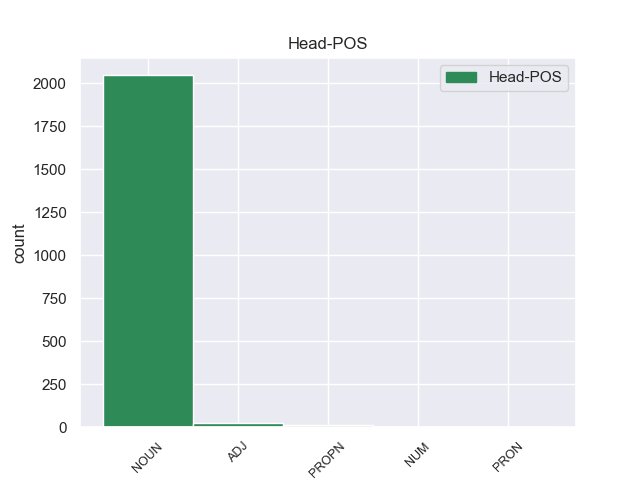 Head-POS
Head-POS
count
2000
1750
1500
1250
1000
750
500
250
0
NOUN
ADJ
PROPN
NUM
PRON